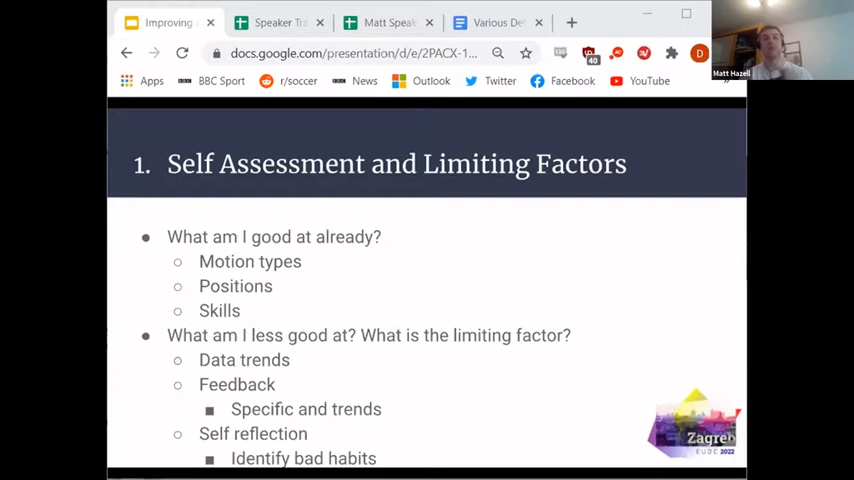 Improving
Speaker Tra
Matt Speak
Various De
docs.google.com/presentation/d/e/2PACX-1...
40
Apps
BBC Sport
r/soccer
News
Outlook
Twitter
Facebook
YouTube
D
Matt Hazell
1. Self Assessment and Limiting Factors
What am I good at already?
Motion types
Positions
Skills
What am I less good at? What is the limiting factor?
Data trends
Feedback
Specific and trends
Self reflection
Identify bad habits
Zagreb
EUDC 2022